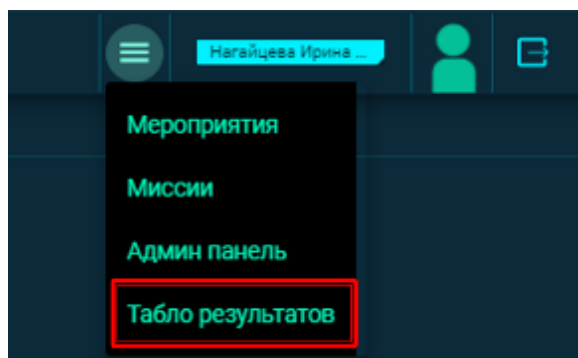 Нагайцева Ирина ...
Мероприятия
Миссии
Админ панель
Табло результатов